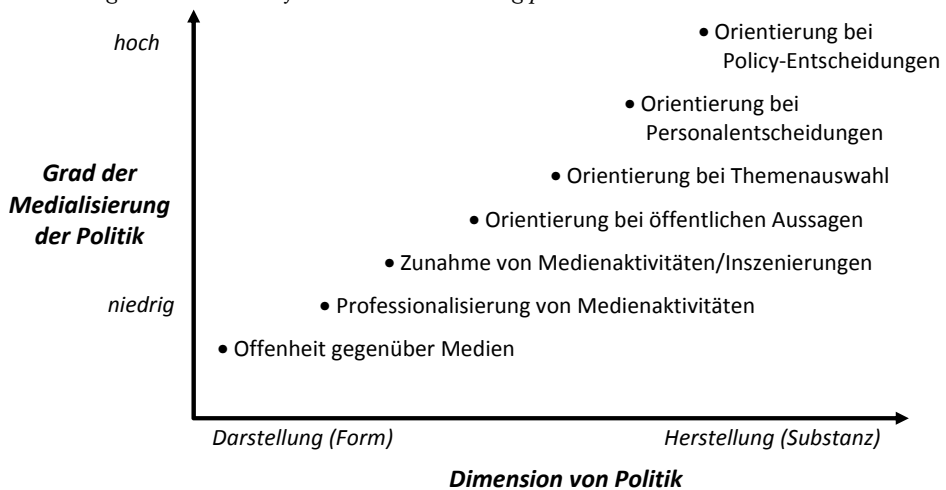 hoch
• Orientierung bei
Policy-Entscheidungen
• Orientierung bei
Personalentscheidungen
Grad der
Medialisierung
der Politik
• Orientierung bei Themenauswahl
• Orientierung bei öffentlichen Aussagen
• Zunahme von Medienaktivitäten/Inszenierungen
niedrig
• Professionalisierung von Medienaktivitäten
• Offenheit gegenüber Medien
Darstellung (Form)
Herstellung (Substanz)
Dimension von Politik